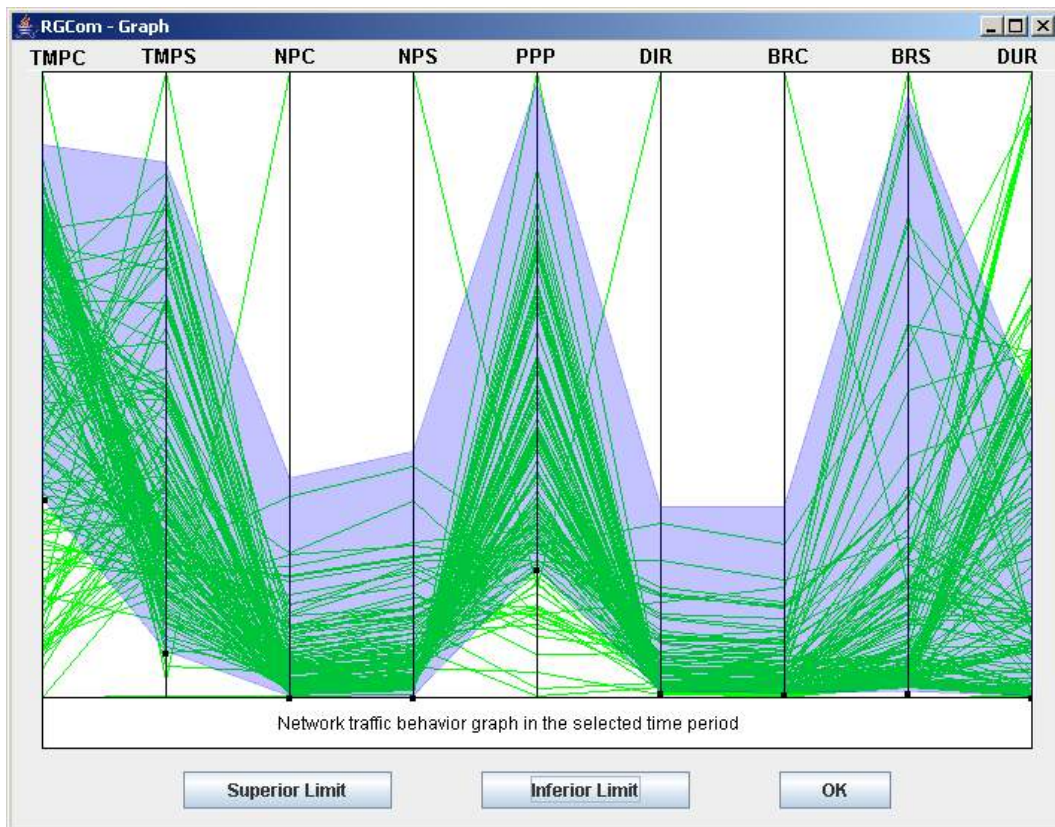 RGCom - Graph
TMPC TMPS NPC NPS PPP DIR BRC BRS DUR
Network traffic behavior graph in the selected time period
Superior Limit Inferior Limit OK